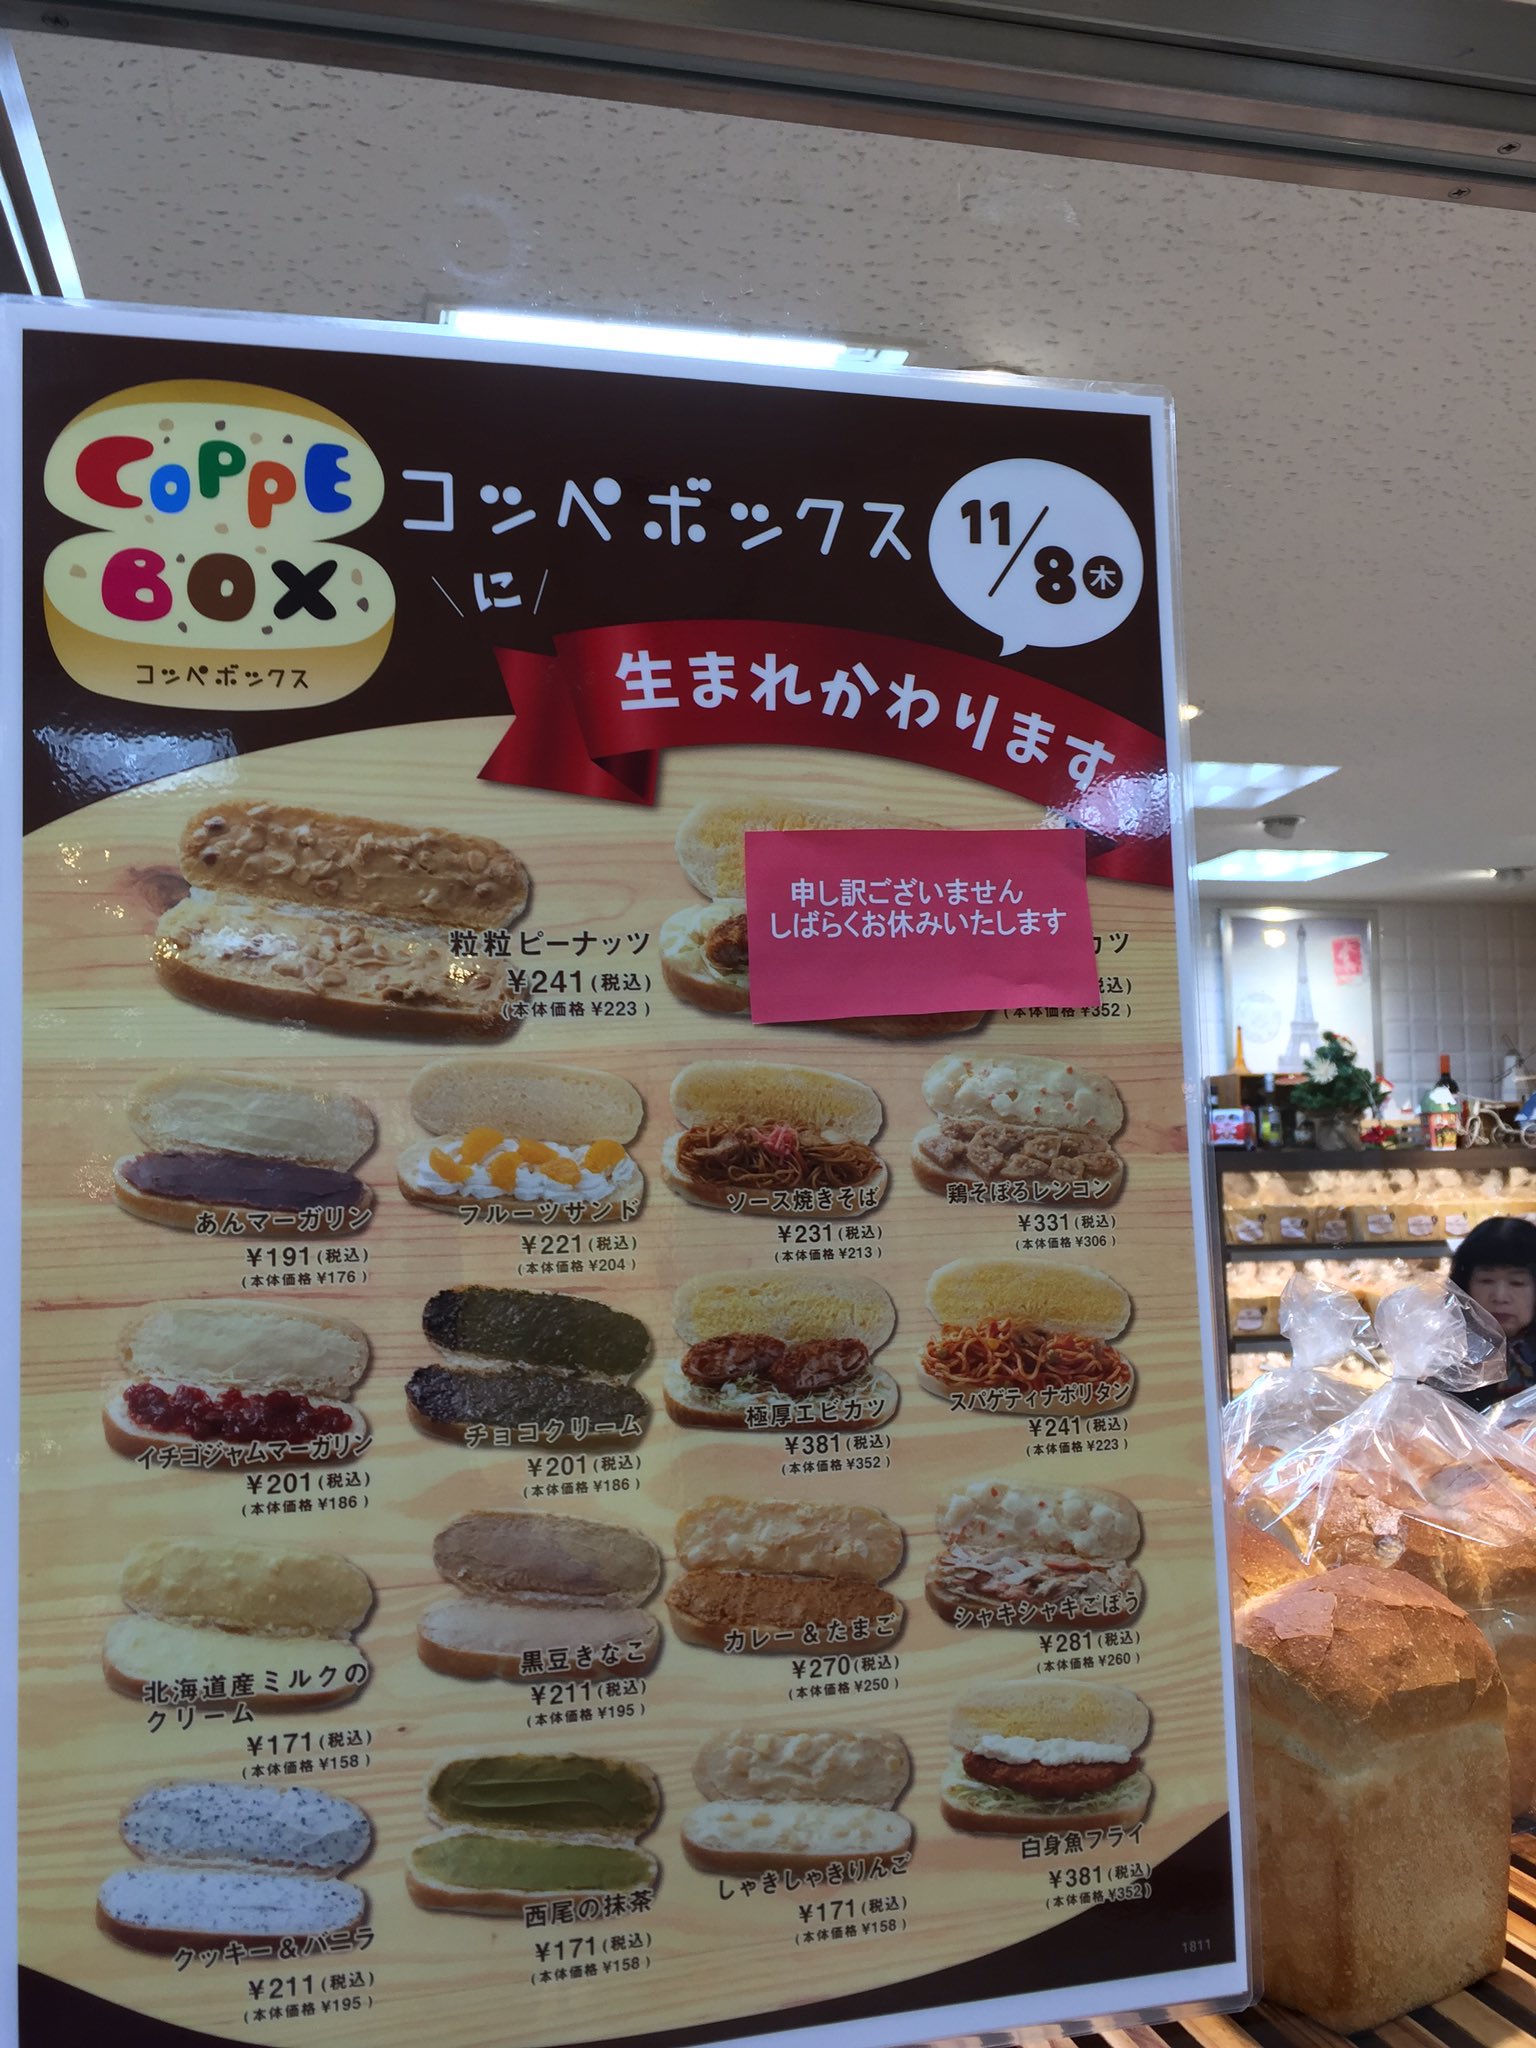 COPPE
BOX
コッペボックス
コッペボックス
に
11/8木
生まれかわります
粒粒ピーナッツ
¥241(税込)
(本体価格 ¥223)
申し訳ございません
しばらくお休みいたします
カツ
税込)
(本体価格 ¥352)
あんマーガリン
¥191(税込)
(本体価格 ¥176)
フルーツサンド
¥221(税込)
(本体価格 ¥204)
ソース焼きそば
¥231(税込)
(本体価格 ¥213)
鶏そぼろレンコン
¥331(税込)
(本体価格 ¥306)
イチゴジャムマーガリン
¥201(税込)
(本体価格 ¥186)
チョコクリーム
¥201(税込)
(本体価格 ¥186)
極厚エビカツ
¥381(税込)
(本体価格 ¥352)
スパゲティナポリタン
¥241(税込)
(本体価格 ¥223)
北海道産ミルクの
クリーム
¥171(税込)
(本体価格 ¥158)
黒豆きなこ
¥211(税込)
(本体価格 ¥195)
カレー&たまご
¥270(税込)
(本体価格 ¥250)
シャキシャキごぼう
¥281(税込)
(本体価格 ¥260)
クッキー&バニラ
¥211(税込)
(本体価格 ¥195)
西尾の抹茶
¥171(税込)
(本体価格 ¥158)
しゃきしゃきりんご
¥171(税込)
(本体価格 ¥158)
白身魚フライ
¥381(税込)
(本体価格 ¥352)
1811